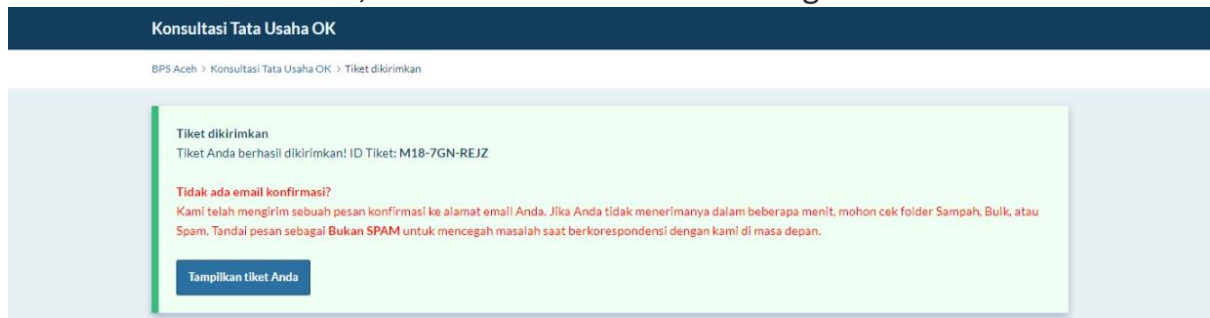 Konsultasi Tata Usaha OK
BPS Aceh > Konsultasi Tata Usaha OK > Tiket dikirimkan
Tiket dikirimkan
Tiket Anda berhasil dikirimkan! ID Tiket: M18-7GN-REJZ
Tidak ada email konfirmasi?
Kami telah mengirim sebuah pesan konfirmasi ke alamat email Anda. Jika Anda tidak menerimanya dalam beberapa menit, mohon cek folder Sampah, Bulk, atau
Spam. Tandai pesan sebagai Bukan SPAM untuk mencegah masalah saat berkorespondensi dengan kami di masa depan.
Tampilkan tiket Anda